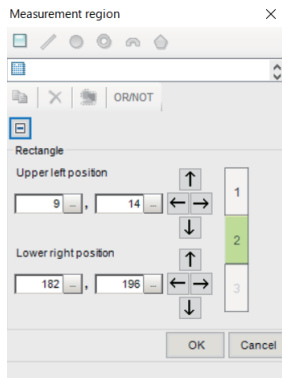 Measurement region
OR/NOT
Rectangle
Upper left position
9 ... , 14 ...
1
2
Lower right position
182 ... , 196 ...
3
OK Cancel